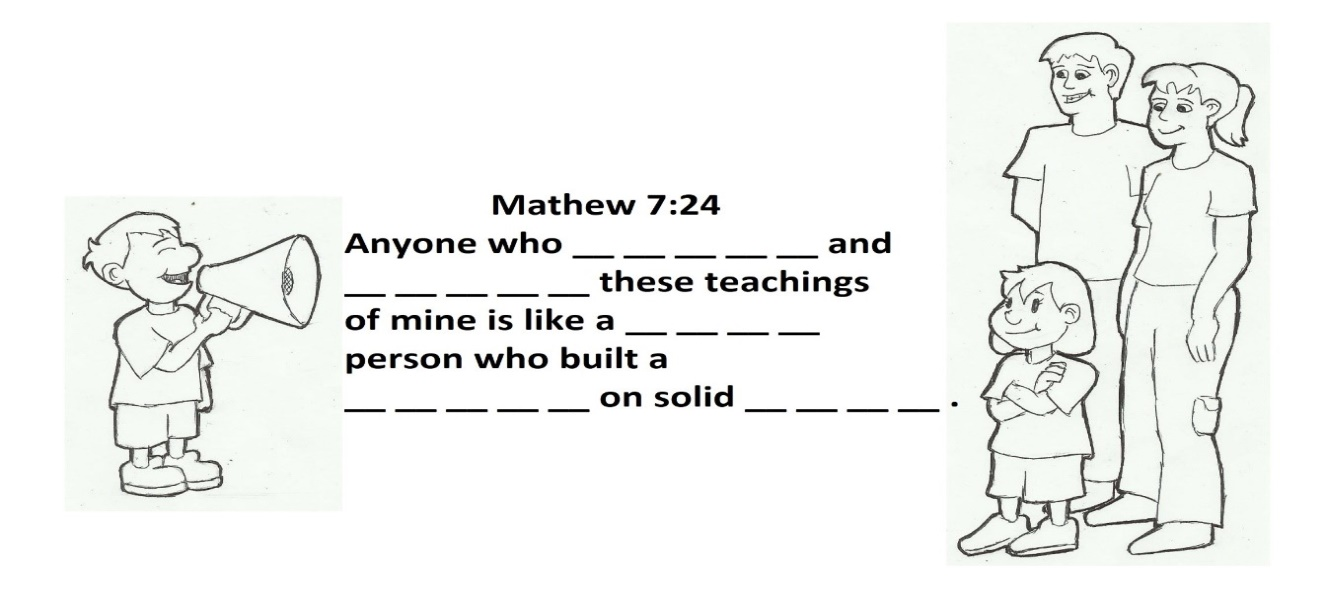 Mathew 7:24
Anyone who __ __ __ __ __ and
__ __ __ __ __ these teachings
of mine is like a __ __ __ __
person who built a
__ __ __ __ __ on solid __ __ __ __ .